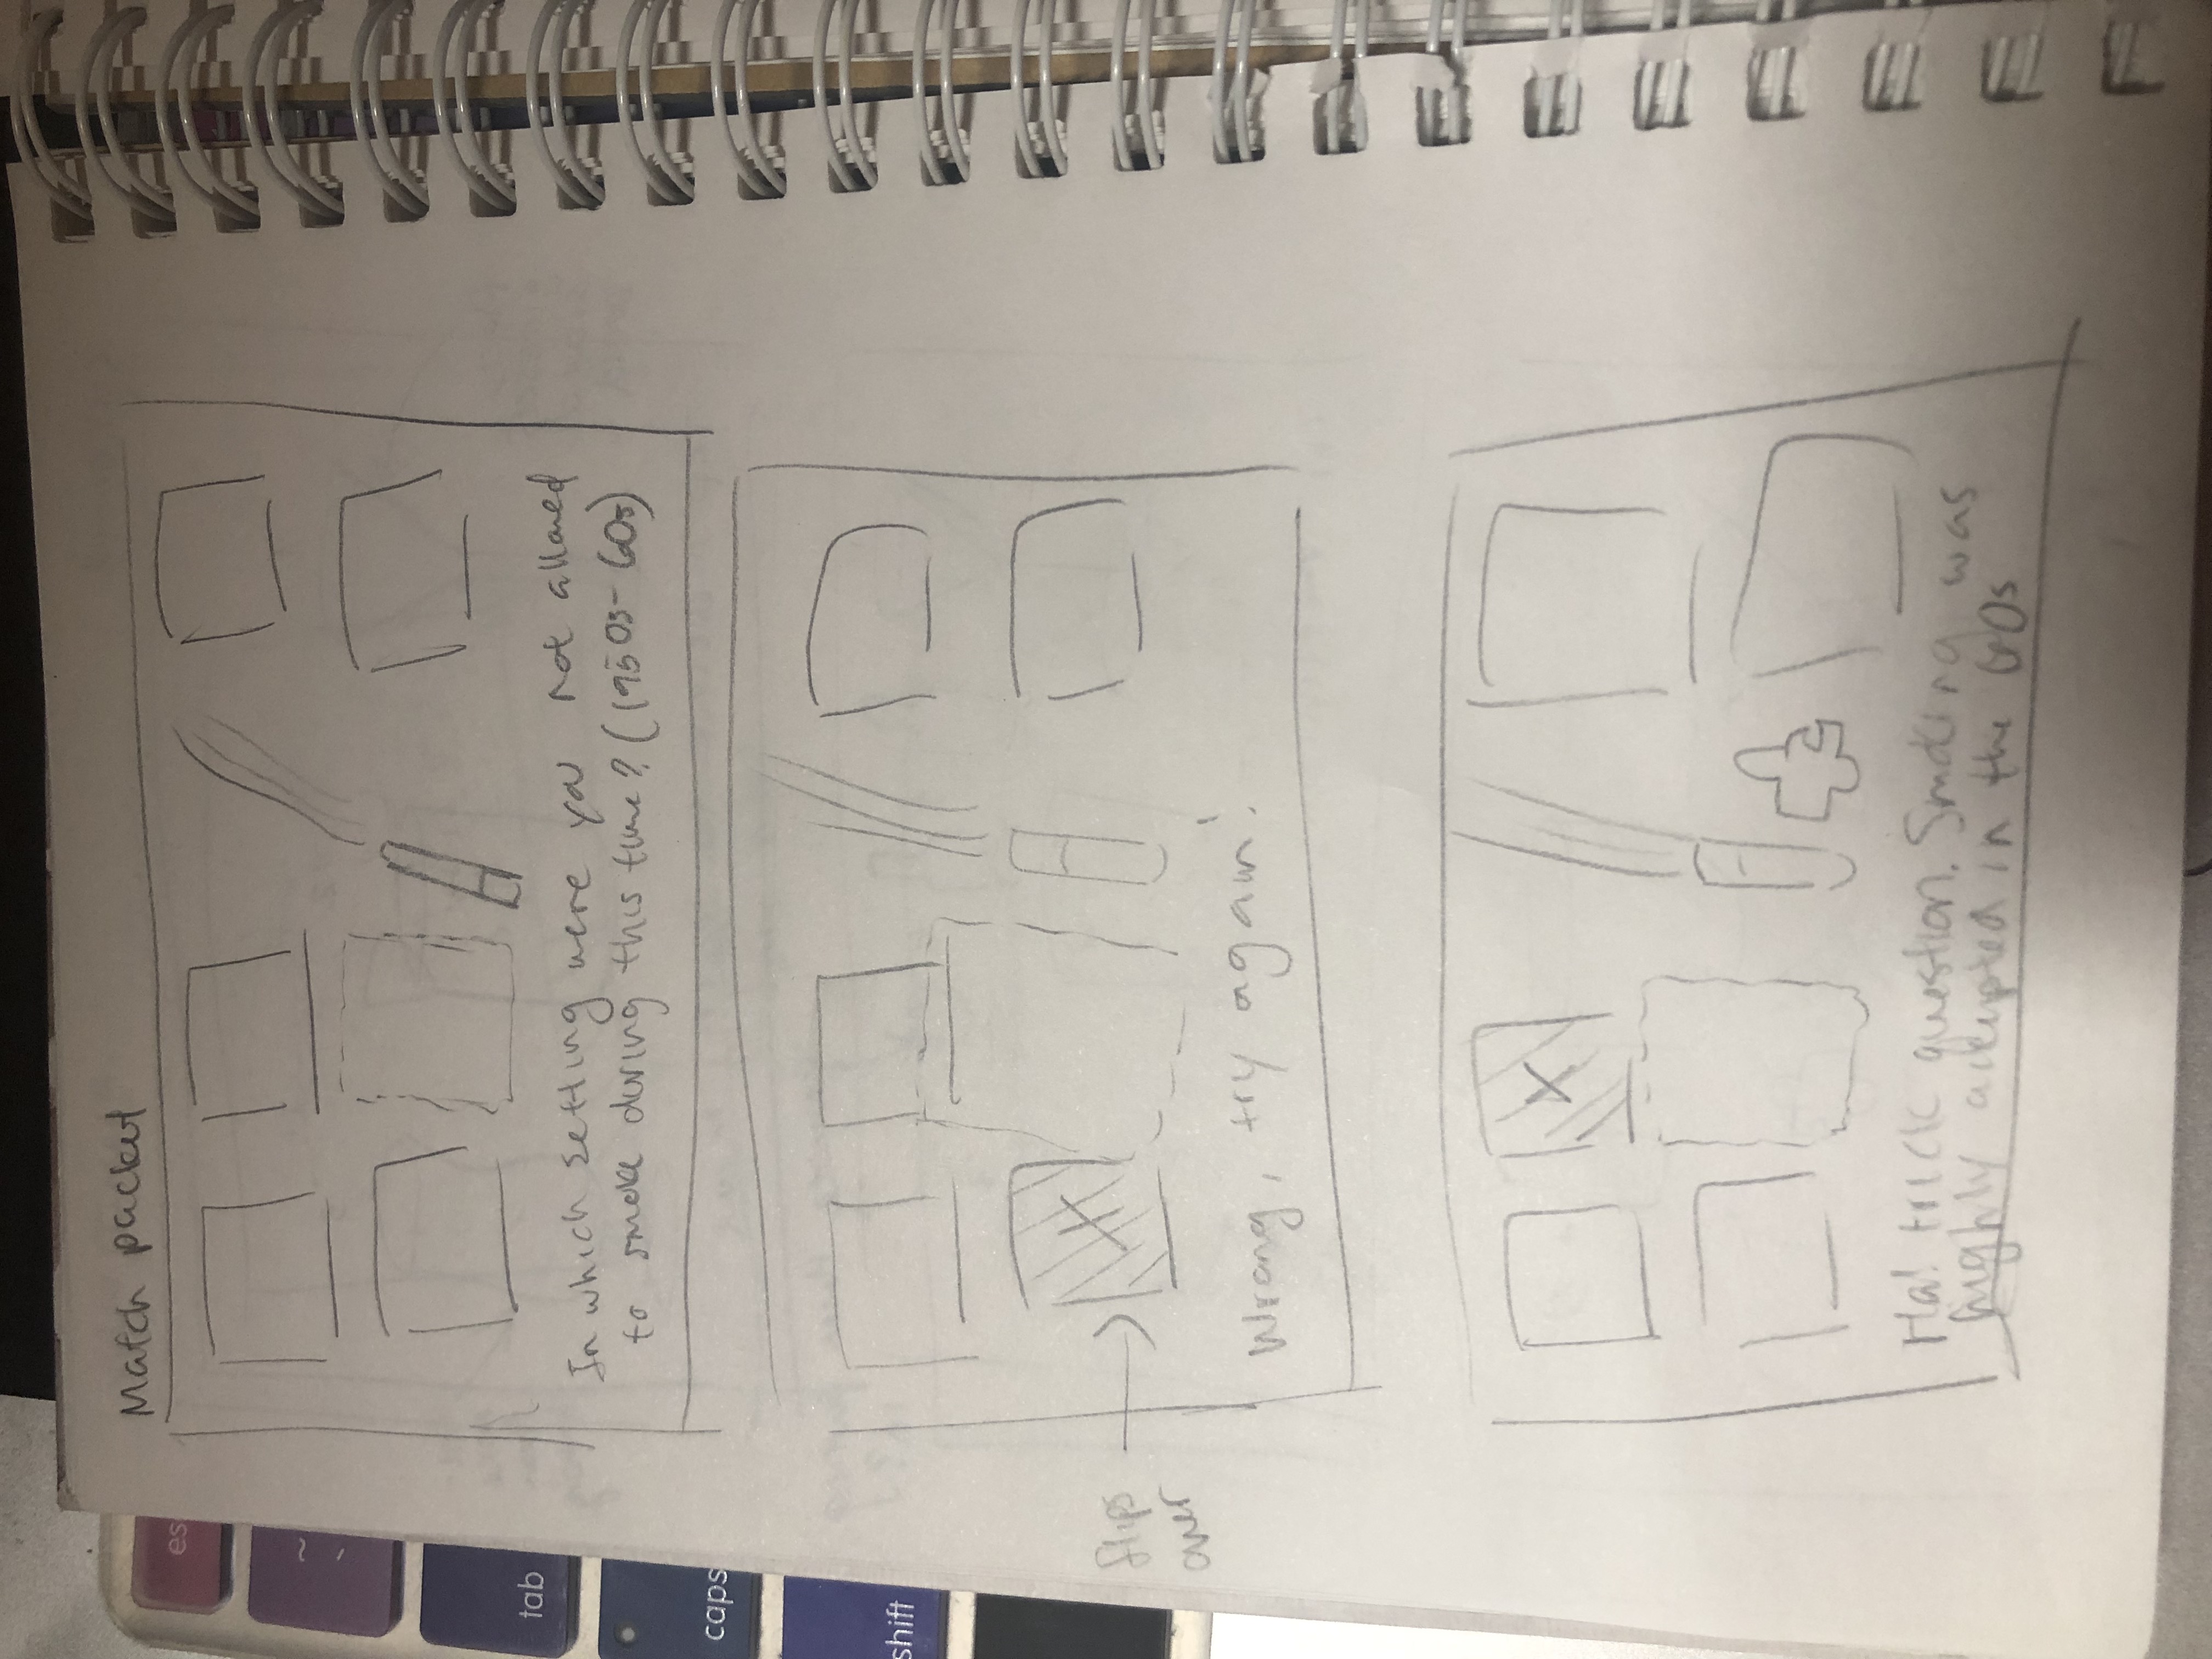 es
~
tab
caps
shift
Match packet
In which setting were you not allowed
to smoke during this time? (1950s-60s)
flips
over
Wrong, try again!
Ha! trick question. Smoking was
highly accepted in the 60s